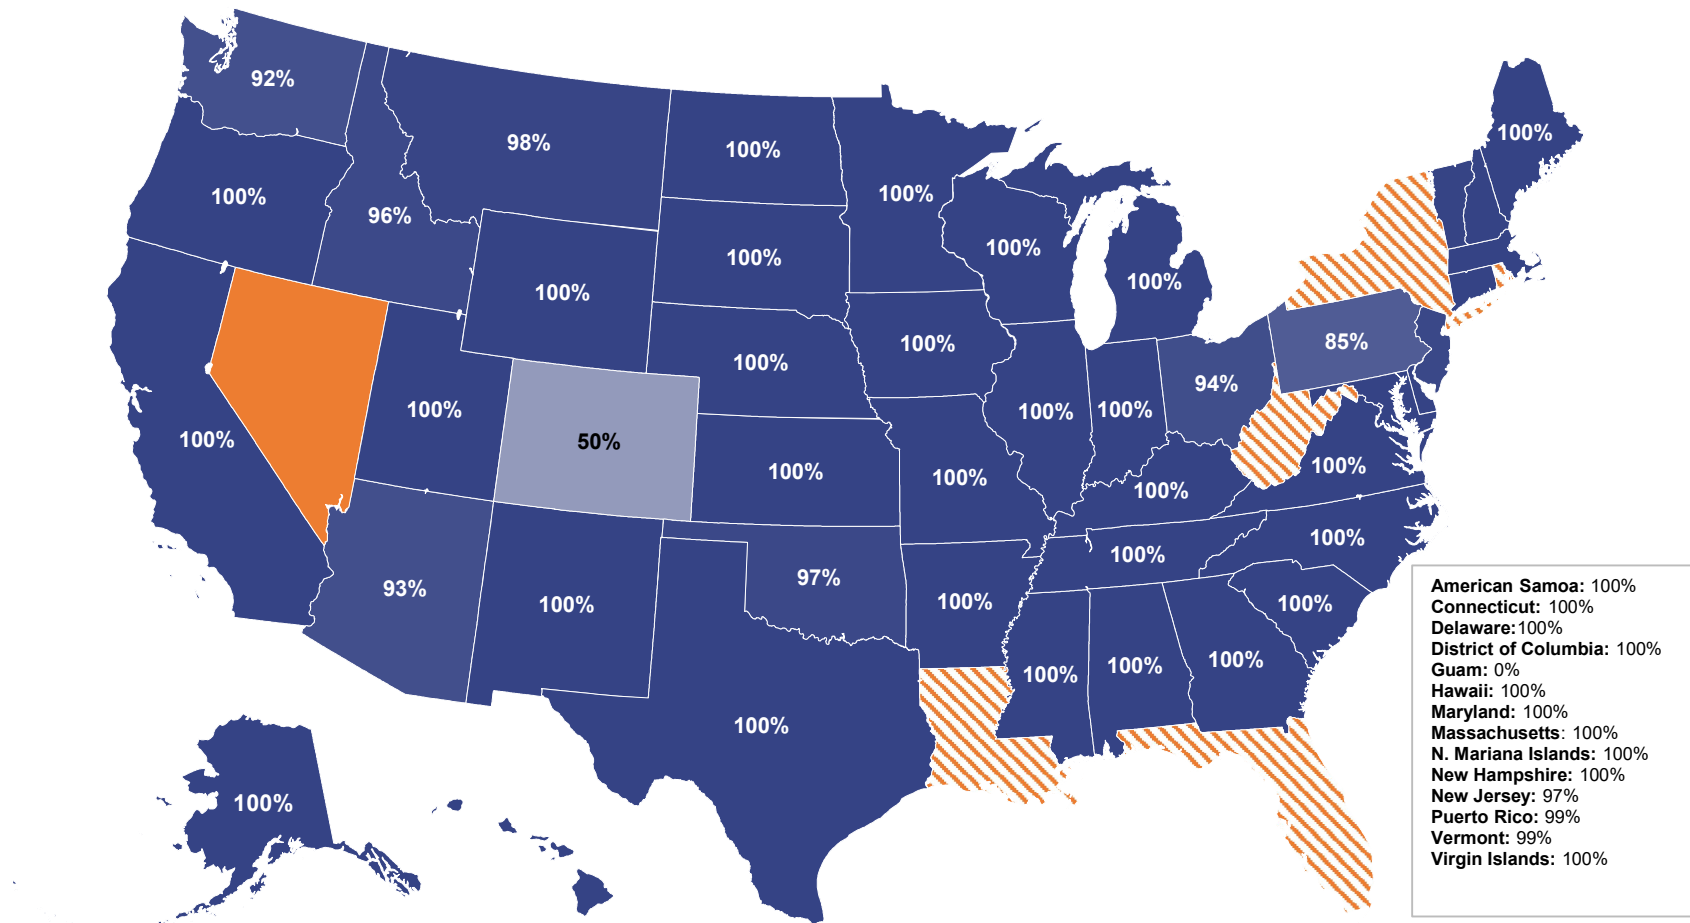 92%
98%
100%
100%
100%
100%
96%
100%
100%
100%
100%
100%
100%
85%
100%
94%
100%
100%
100%
100%
50%
100%
100%
100%
100%
100%
100%
97%
93%
100%
100%
100%
100%
100%
100%
100%
100%
American Samoa: 100%
Connecticut: 100%
Delaware:100%
District of Columbia: 100%
Guam: 0%
Hawaii: 100%
Maryland: 100%
Massachusetts: 100%
N. Mariana Islands: 100%
New Hampshire: 100%
New Jersey: 97%
Puerto Rico: 99%
Vermont: 99%
Virgin Islands: 100%